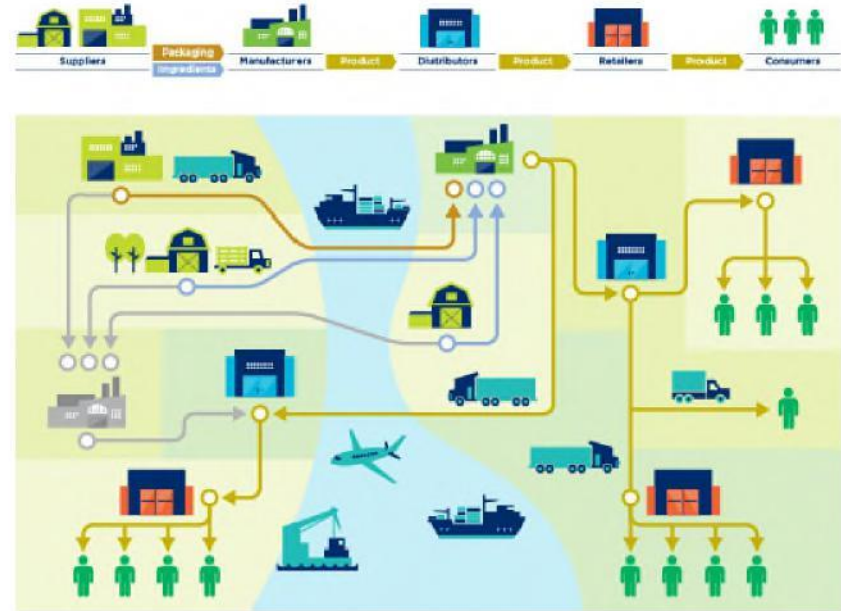 Packaging
Suppliers Manufacturers Product Distributors Product Retailers Product Consumers
Ingredients